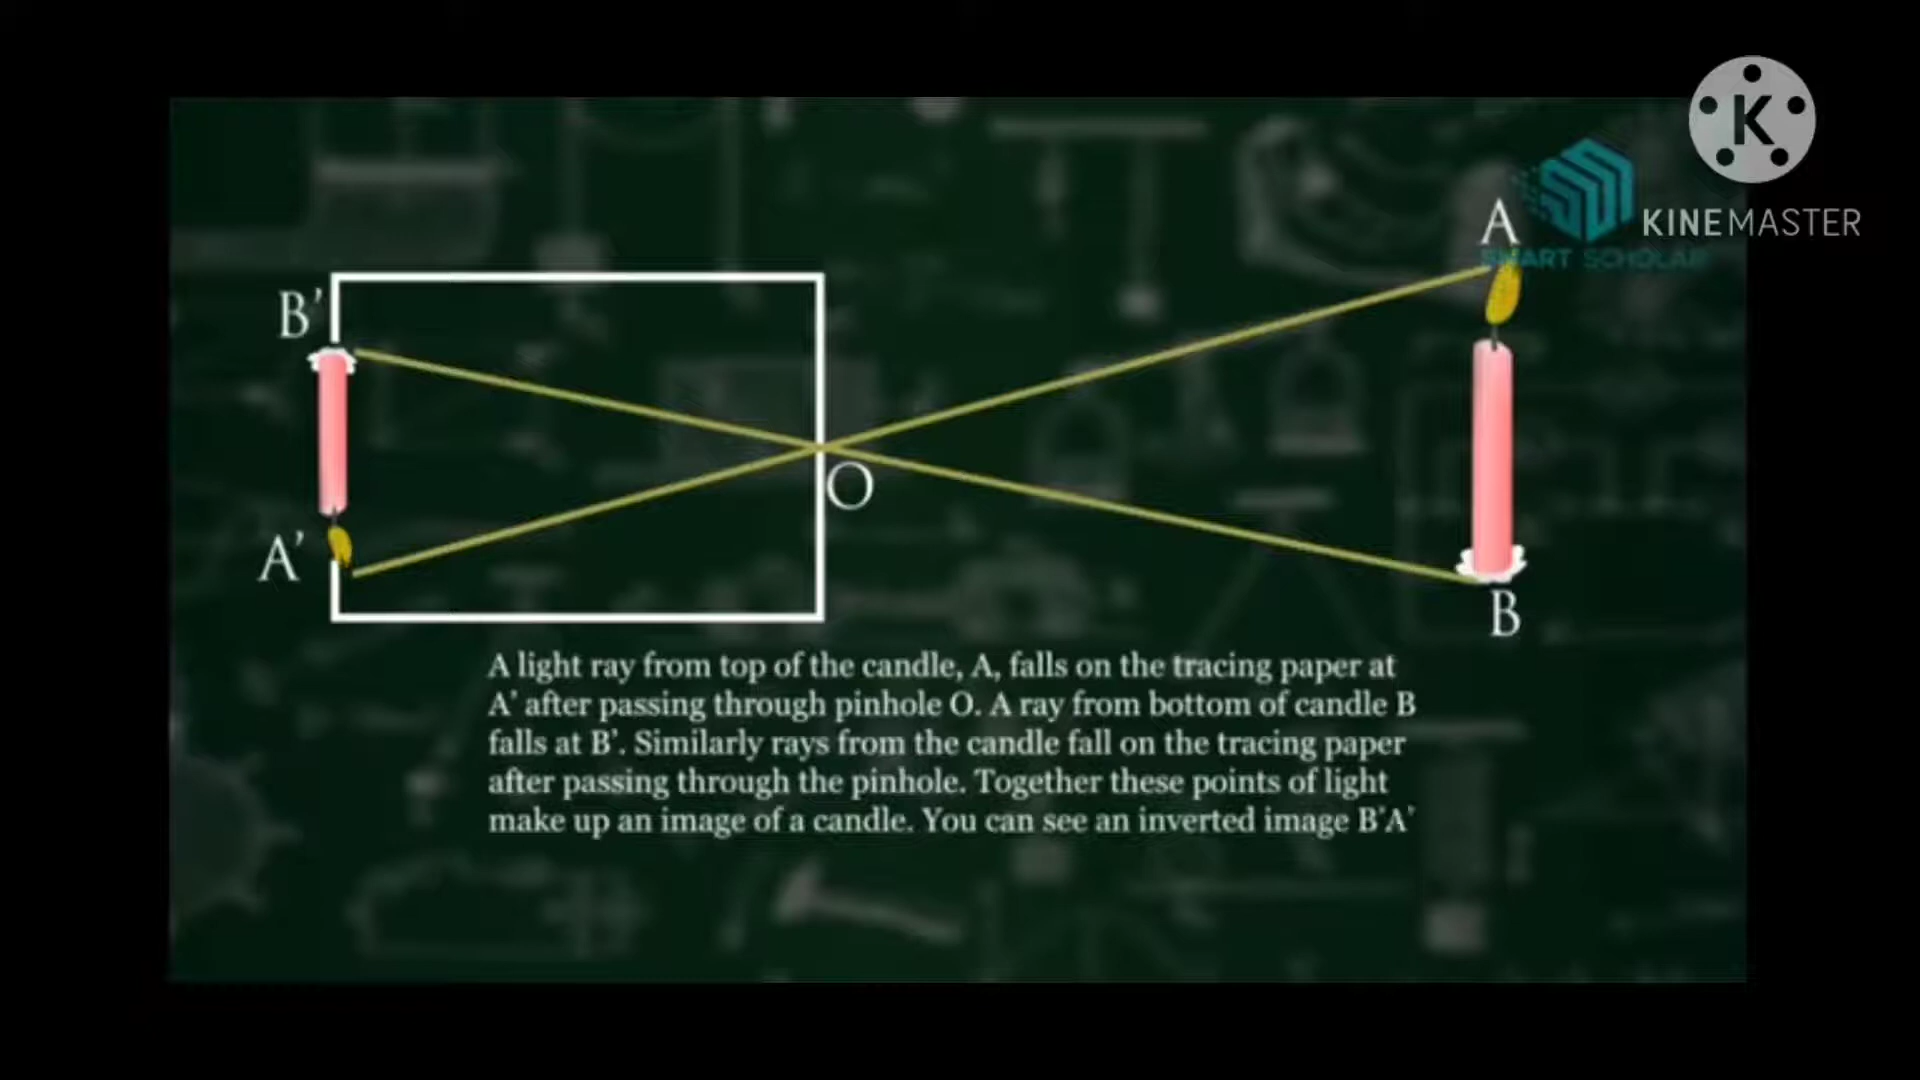 K
KINEMASTER
A
SMART SCHOLAR
B'
O
A'
B
A light ray from top of the candle, A, falls on the tracing paper at
A' after passing through pinhole O. A ray from bottom of candle B
falls at B'. Similarly rays from the candle fall on the tracing paper
after passing through the pinhole. Together these points of light
make up an image of a candle. You can see an inverted image B'A'